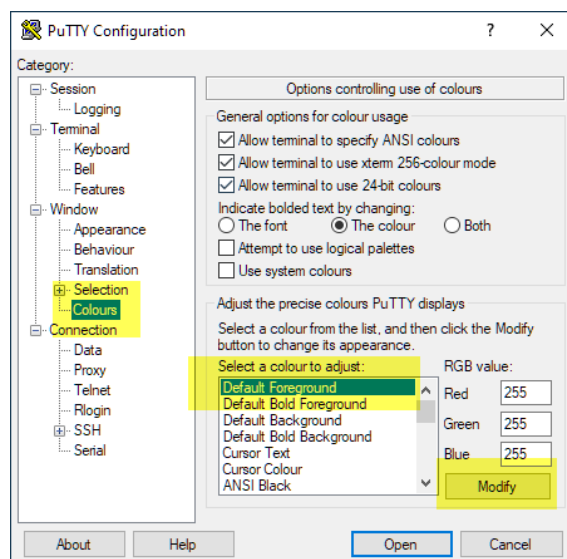 PuTTY Configuration
?
Category:
Session
Logging
Terminal
Keyboard
Bell
Features
Window
Appearance
Behaviour
Translation
Selection
Colours
Connection
Data
Proxy
Telnet
Rlogin
SSH
Serial
Options controlling use of colours
General options for colour usage
Allow terminal to specify ANSI colours
Allow terminal to use xterm 256-colour mode
Allow terminal to use 24-bit colours
Indicate bolded text by changing:
The font The colour Both
Attempt to use logical palettes
Use system colours
Adjust the precise colours PuTTY displays
Select a colour from the list, and then click the Modify
button to change its appearance.
Select a colour to adjust:
Default Foreground
Default Bold Foreground
Default Background
Default Bold Background
Cursor Text
Cursor Colour
ANSI Black
RGB value:
Red 255
Green 255
Blue 255
Modify
About Help Open Cancel